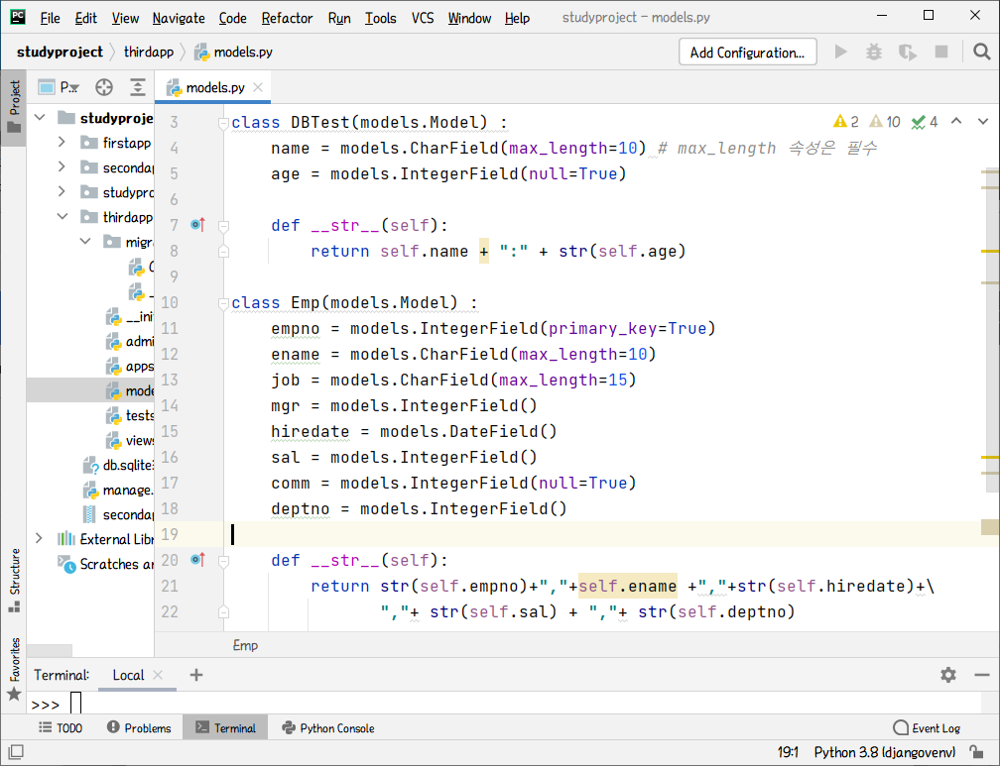 PC File Edit View Navigate Code Refactor Run Tools VCS Window Help studyproject – models.py
studyproject thirdapp models.py Add Configuration...
Project P... models.py
studyproje
firstapp
secondap
studypro
thirdapp
migra
__init
admi
apps
mode
tests
views
db.sqlite3
manage.
secondap
External Libr
Scratches an
2 10 4
3 class DBTest(models.Model) :
4 name = models.CharField(max_length=10) # max_length 속성은 필수
5 age = models.IntegerField(null=True)
6
7 def __str__(self):
8 return self.name + ":" + str(self.age)
9
10 class Emp(models.Model) :
11 empno = models.IntegerField(primary_key=True)
12 ename = models.CharField(max_length=10)
13 job = models.CharField(max_length=15)
14 mgr = models.IntegerField()
15 hiredate = models.DateField()
16 sal = models.IntegerField()
17 comm = models.IntegerField(null=True)
18 deptno = models.IntegerField()
19
20 def __str__(self):
21 return str(self.empno)+","+self.ename +","+str(self.hiredate)+\
22 ","+ str(self.sal) + ","+ str(self.deptno)
Emp
Structure
Favorites
Terminal: Local
>>>
TODO Problems Terminal Python Console Event Log
19:1 Python 3.8 (djangovenv)